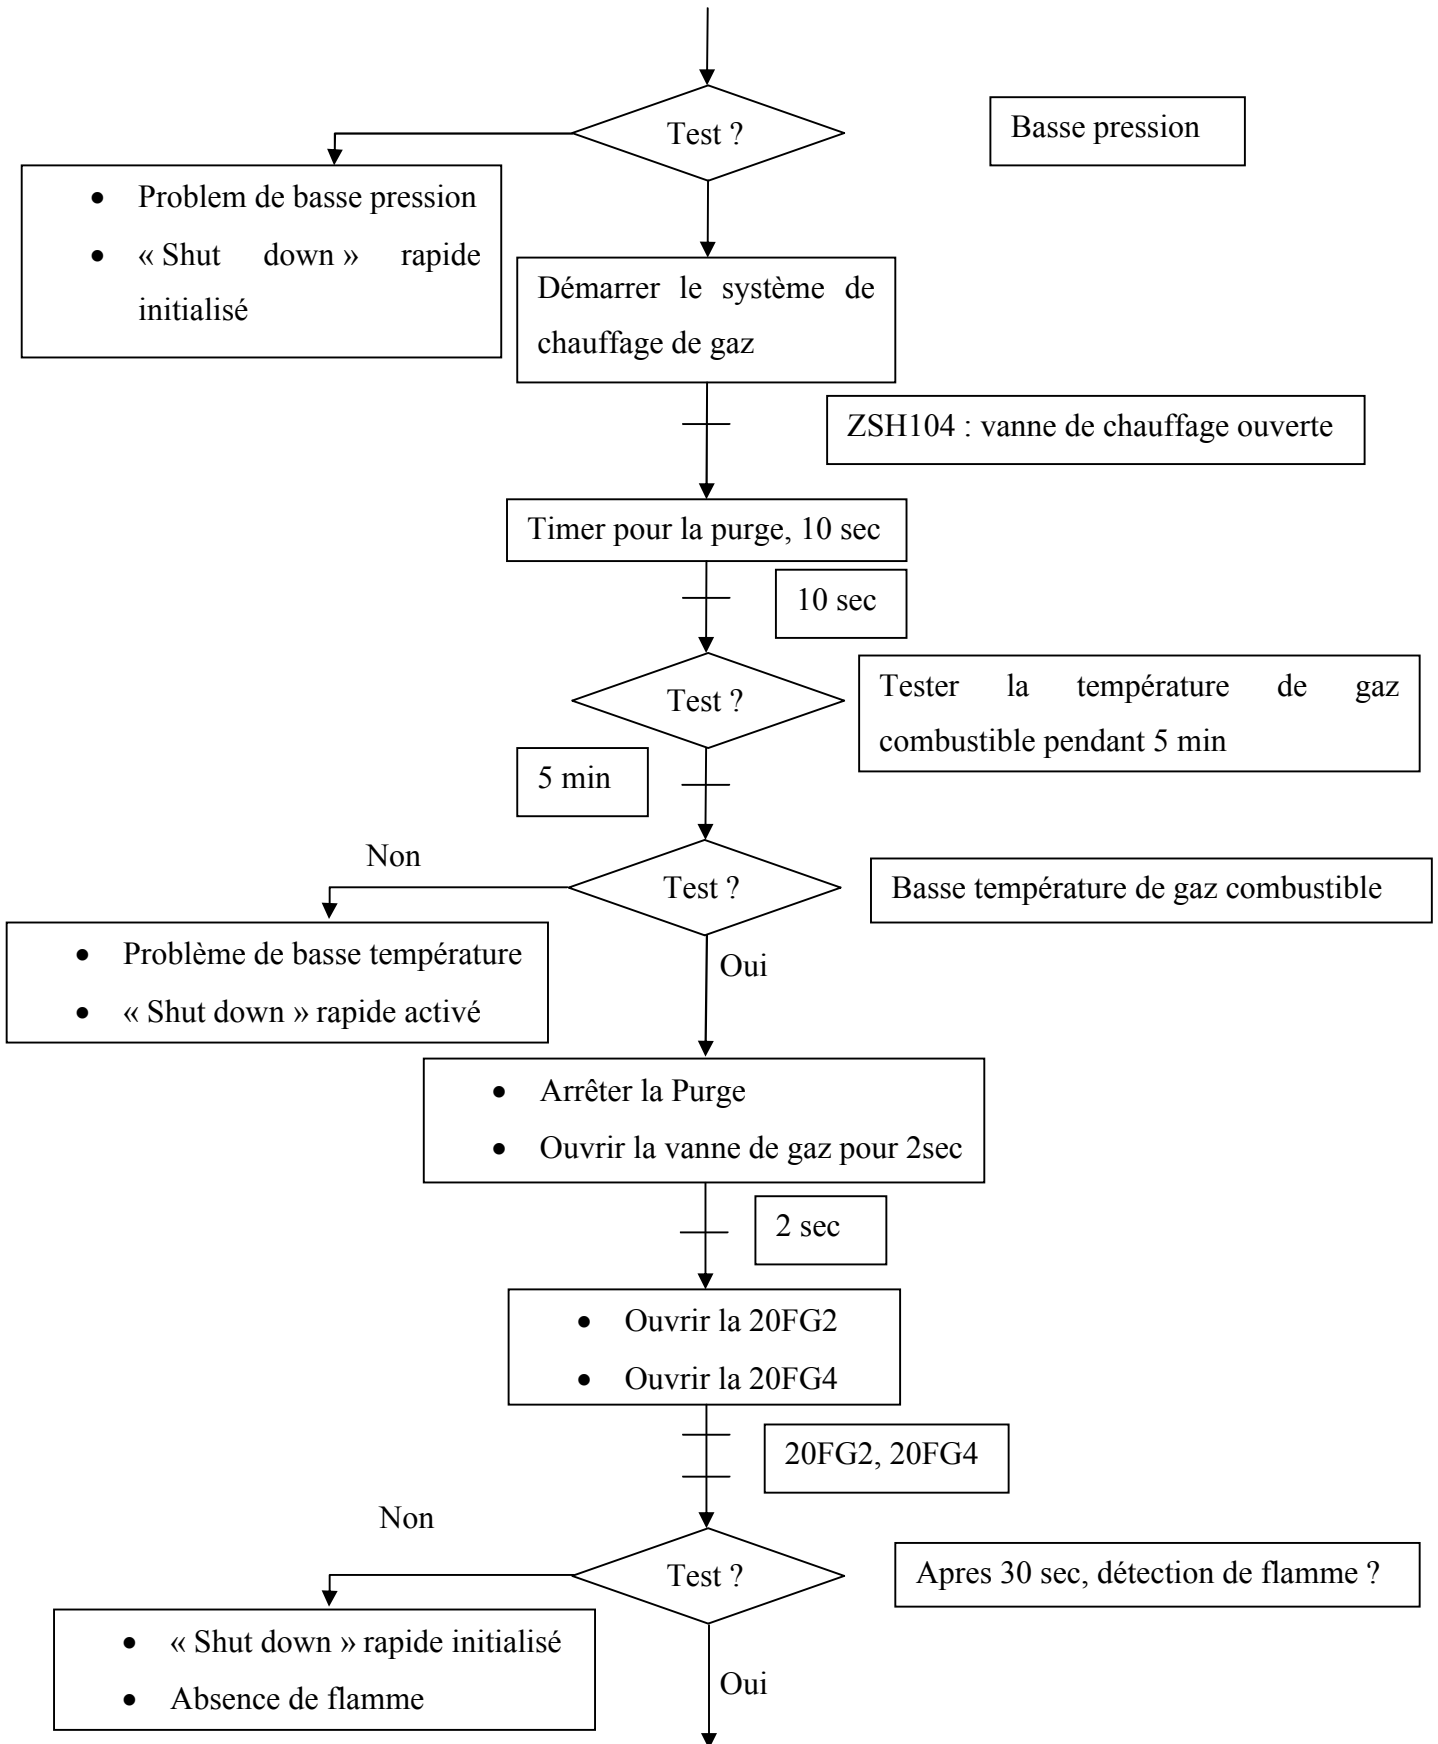 Test ?
Basse pression
• Problem de basse pression
• « Shut down » rapide
initialisé
Démarrer le système de
chauffage de gaz
ZSH104 : vanne de chauffage ouverte
Timer pour la purge, 10 sec
10 sec
Test ?
Tester la température de gaz
combustible pendant 5 min
5 min
Non
Test ?
Basse température de gaz combustible
• Problème de basse température
• « Shut down » rapide activé
Oui
• Arrêter la Purge
• Ouvrir la vanne de gaz pour 2sec
2 sec
• Ouvrir la 20FG2
• Ouvrir la 20FG4
20FG2, 20FG4
Non
Test ?
Apres 30 sec, détection de flamme ?
• « Shut down » rapide initialisé
• Absence de flamme
Oui